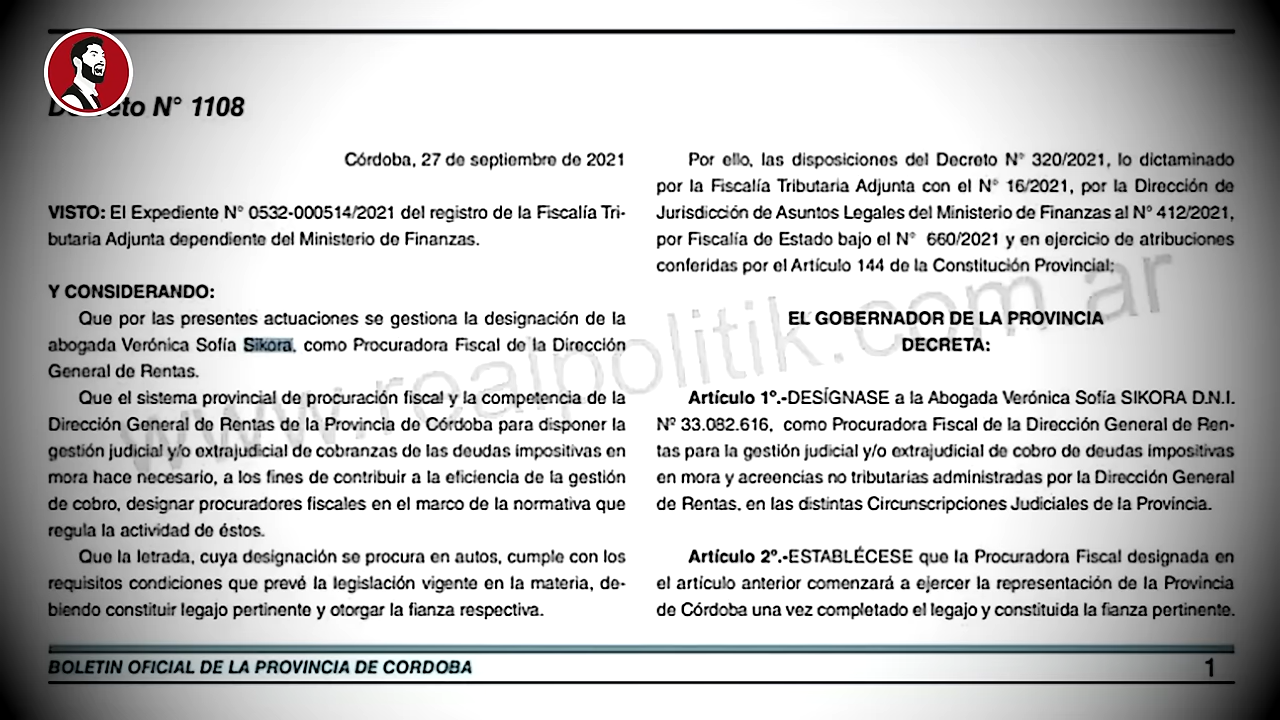 Decreto N° 1108
Córdoba, 27 de septiembre de 2021
VISTO: El Expediente N° 0532-000514/2021 del registro de la Fiscalía Tri-
butaria Adjunta dependiente del Ministerio de Finanzas.
Y CONSIDERANDO:
Que por las presentes actuaciones se gestiona la designación de la
abogada Verónica Sofía Sikora, como Procuradora Fiscal de la Dirección
General de Rentas.
Que el sistema provincial de procuración fiscal y la competencia de la
Dirección General de Rentas de la Provincia de Córdoba para disponer la
gestión judicial y/o extrajudicial de cobranzas de las deudas impositivas en
mora hace necesario, a los fines de contribuir a la eficiencia de la gestión
de cobro, designar procuradores fiscales en el marco de la normativa que
regula la actividad de éstos.
Que la letrada, cuya designación se procura en autos, cumple con los
requisitos condiciones que prevé la legislación vigente en la materia, de-
biendo constituir legajo pertinente y otorgar la fianza respectiva.
Por ello, las disposiciones del Decreto N° 320/2021, lo dictaminado
por la Fiscalía Tributaria Adjunta con el N° 16/2021, por la Dirección de
Jurisdicción de Asuntos Legales del Ministerio de Finanzas al N° 412/2021,
por Fiscalía de Estado bajo el N° 660/2021 y en ejercicio de atribuciones
conferidas por el Artículo 144 de la Constitución Provincial;
EL GOBERNADOR DE LA PROVINCIA
DECRETA:
Artículo 1º.-DESÍGNASE a la Abogada Verónica Sofía SIKORA D.N.I.
Nº 33.082.616, como Procuradora Fiscal de la Dirección General de Ren-
tas para la gestión judicial y/o extrajudicial de cobro de deudas impositivas
en mora y acreencias no tributarias administradas por la Dirección General
de Rentas, en las distintas Circunscripciones Judiciales de la Provincia.
Artículo 2º.-ESTABLÉCESE que la Procuradora Fiscal designada en
el artículo anterior comenzará a ejercer la representación de la Provincia
de Córdoba una vez completado el legajo y constituida la fianza pertinente.
www.realpolitik.com.ar
BOLETIN OFICIAL DE LA PROVINCIA DE CORDOBA
1